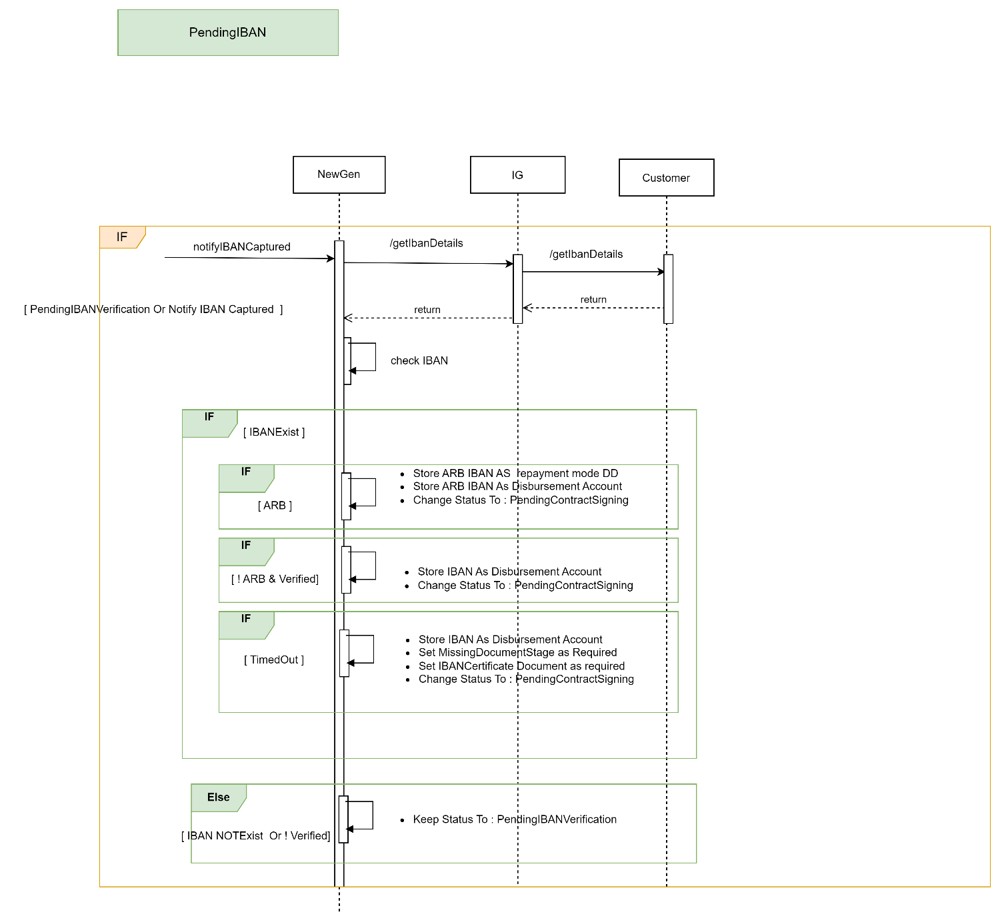 PendingIBAN
NewGen
IG
Customer
IF
notifyIBANCaptured
/getIbanDetails
/getIbanDetails
[ PendingIBANVerification Or Notify IBAN Captured ]
return
return
check IBAN
IF
[ IBANExist ]
IF
[ ARB ]
• Store ARB IBAN AS repayment mode DD
• Store ARB IBAN As Disbursement Account
• Change Status To : PendingContractSigning
IF
[ ! ARB & Verified]
• Store IBAN As Disbursement Account
• Change Status To : PendingContractSigning
IF
[ TimedOut ]
• Store IBAN As Disbursement Account
• Set MissingDocumentStage as Required
• Set IBANCertificate Document as required
• Change Status To : PendingContractSigning
Else
[ IBAN NOTExist Or ! Verified]
• Keep Status To : PendingIBANVerification